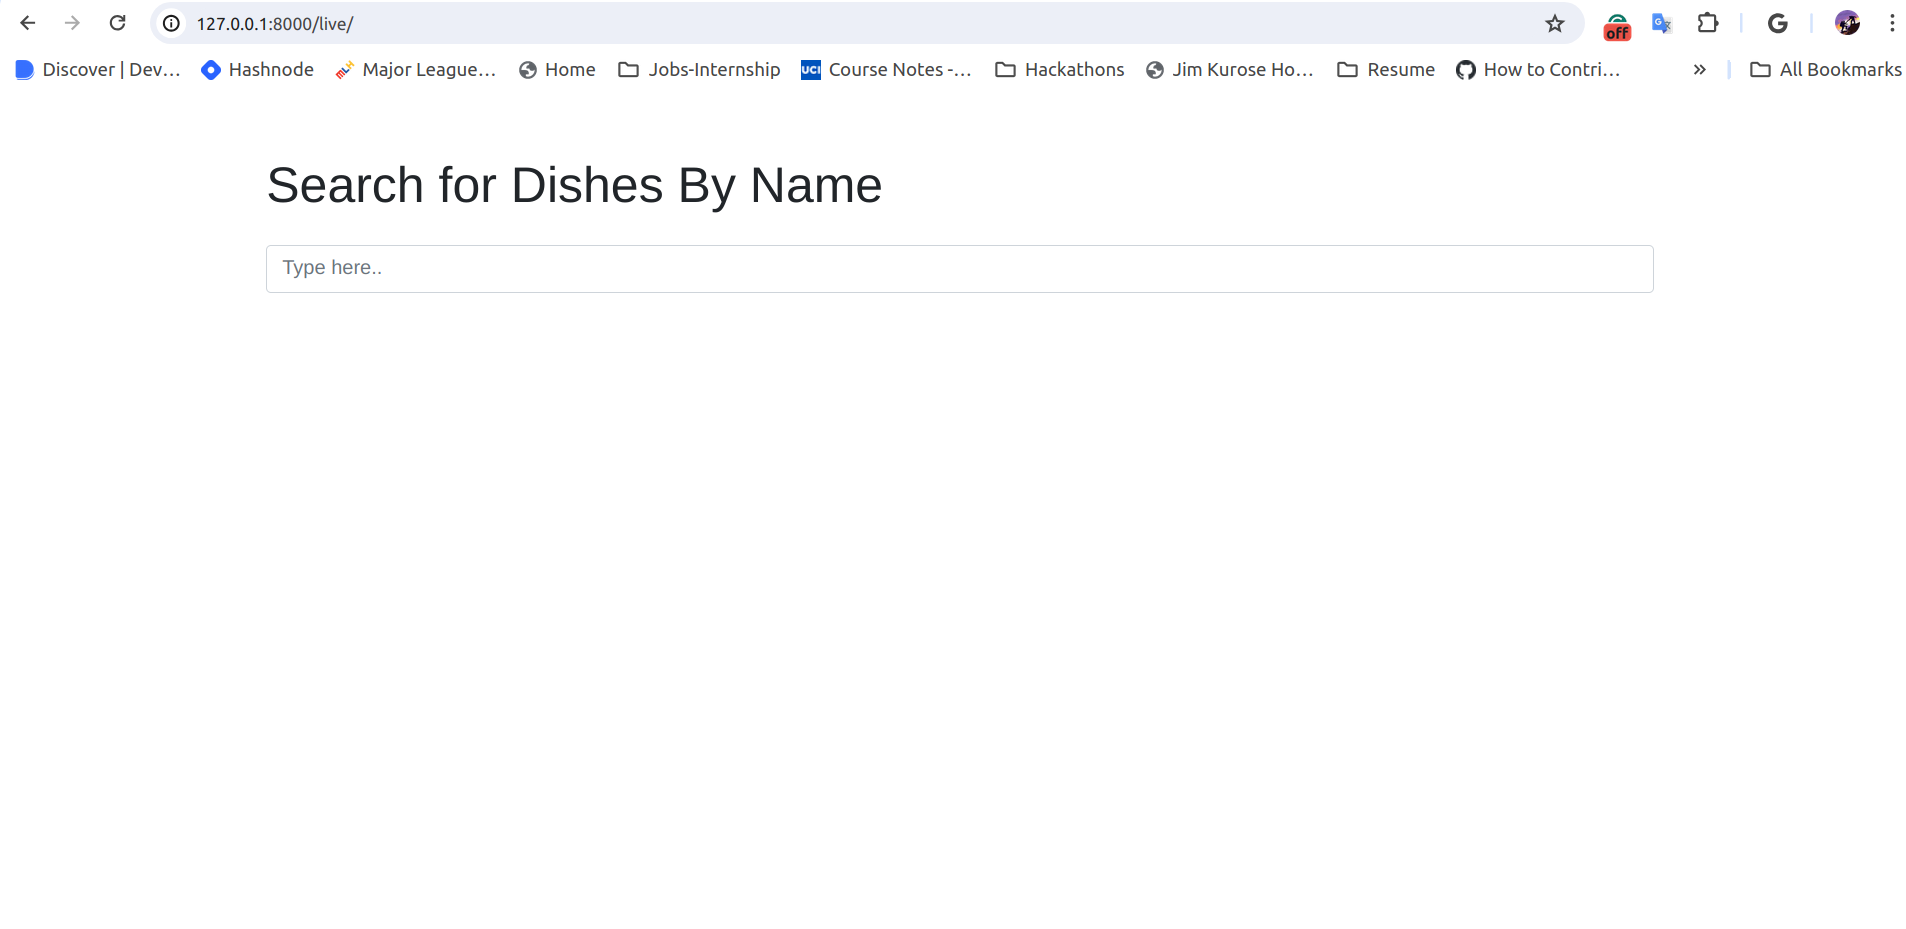 127.0.0.1:8000/live/
off
Discover | Dev... Hashnode Major League... Home Jobs-Internship UCI Course Notes -... Hackathons Jim Kurose Ho... Resume How to Contri... » All Bookmarks
Search for Dishes By Name
Type here..